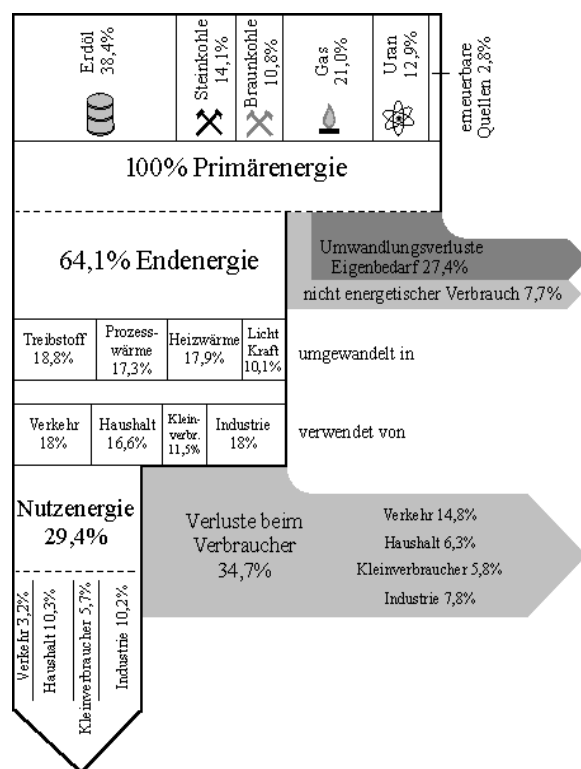 Erdöl
38,4%
Steinkohle
14,1%
Braunkohle
10,8%
Gas
21,0%
Uran
12,9%
erneuerbare
Quellen 2,8%
100% Primärenergie
64,1% Endenergie
Umwandlungsverluste
Eigenbedarf 27,4%
nicht energetischer Verbrauch 7,7%
Treibstoff
18,8%
Prozess-
wärme
17,3%
Heizwärme
17,9%
Licht
Kraft
10,1%
umgewandelt in
Verkehr
18%
Haushalt
16,6%
Klein-
verbr.
11,5%
Industrie
18%
verwendet von
Nutzenergie
29,4%
Verluste beim
Verbraucher
34,7%
Verkehr 14,8%
Haushalt 6,3%
Kleinverbraucher 5,8%
Industrie 7,8%
Verkehr 3,2%
Haushalt 10,3%
Kleinverbraucher 5,7%
Industrie 10,2%